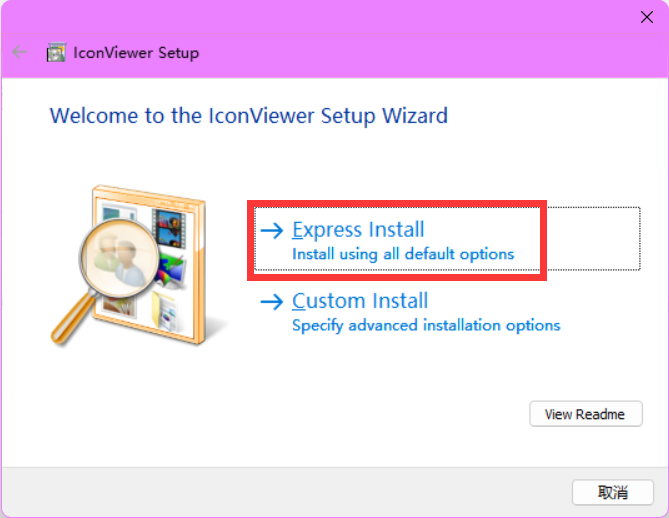 IconViewer Setup
Welcome to the IconViewer Setup Wizard
Express Install
Install using all default options
Custom Install
Specify advanced installation options
View Readme
取消